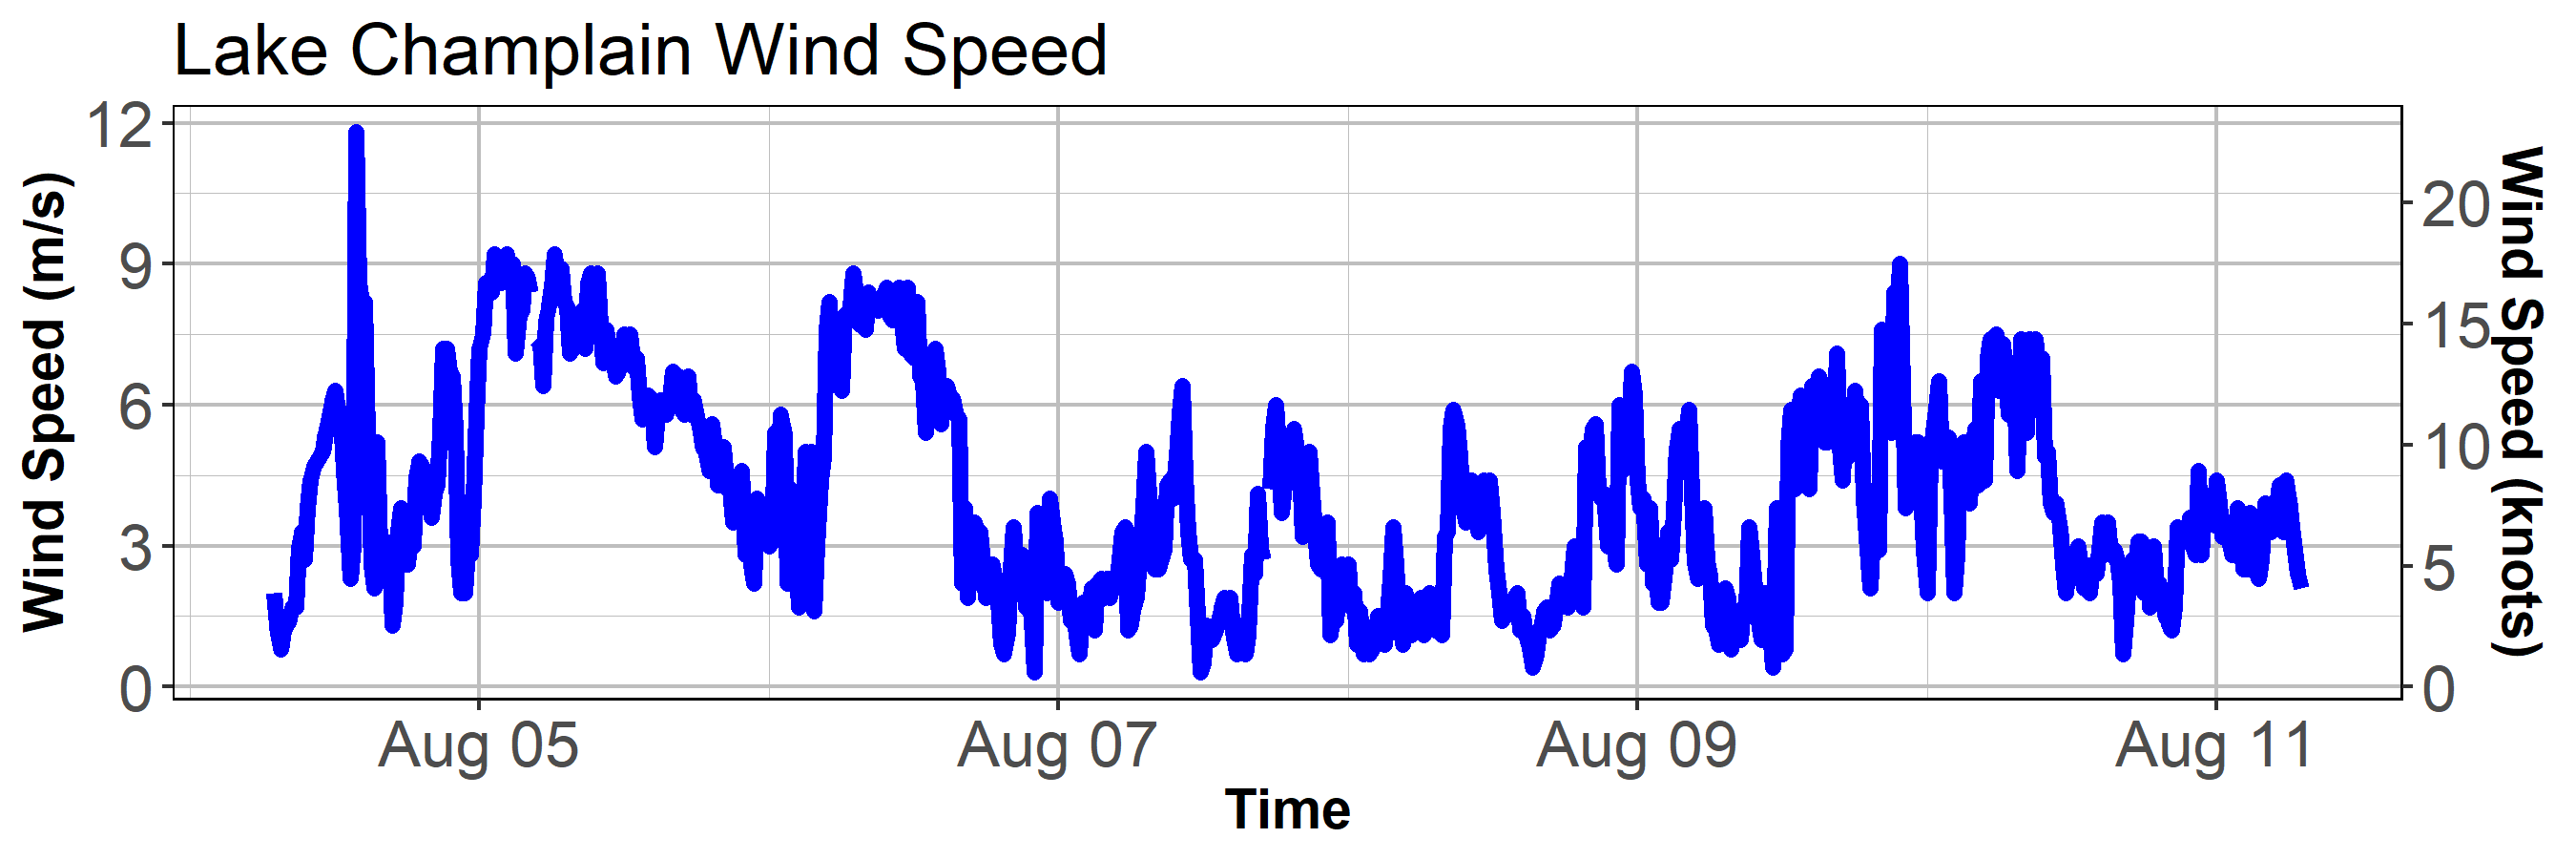 Lake Champlain Wind Speed
Wind Speed (m/s)
12
9
6
3
0
20
15
10
5
0
Wind Speed (knots)
Aug 05
Aug 07
Aug 09
Aug 11
Time